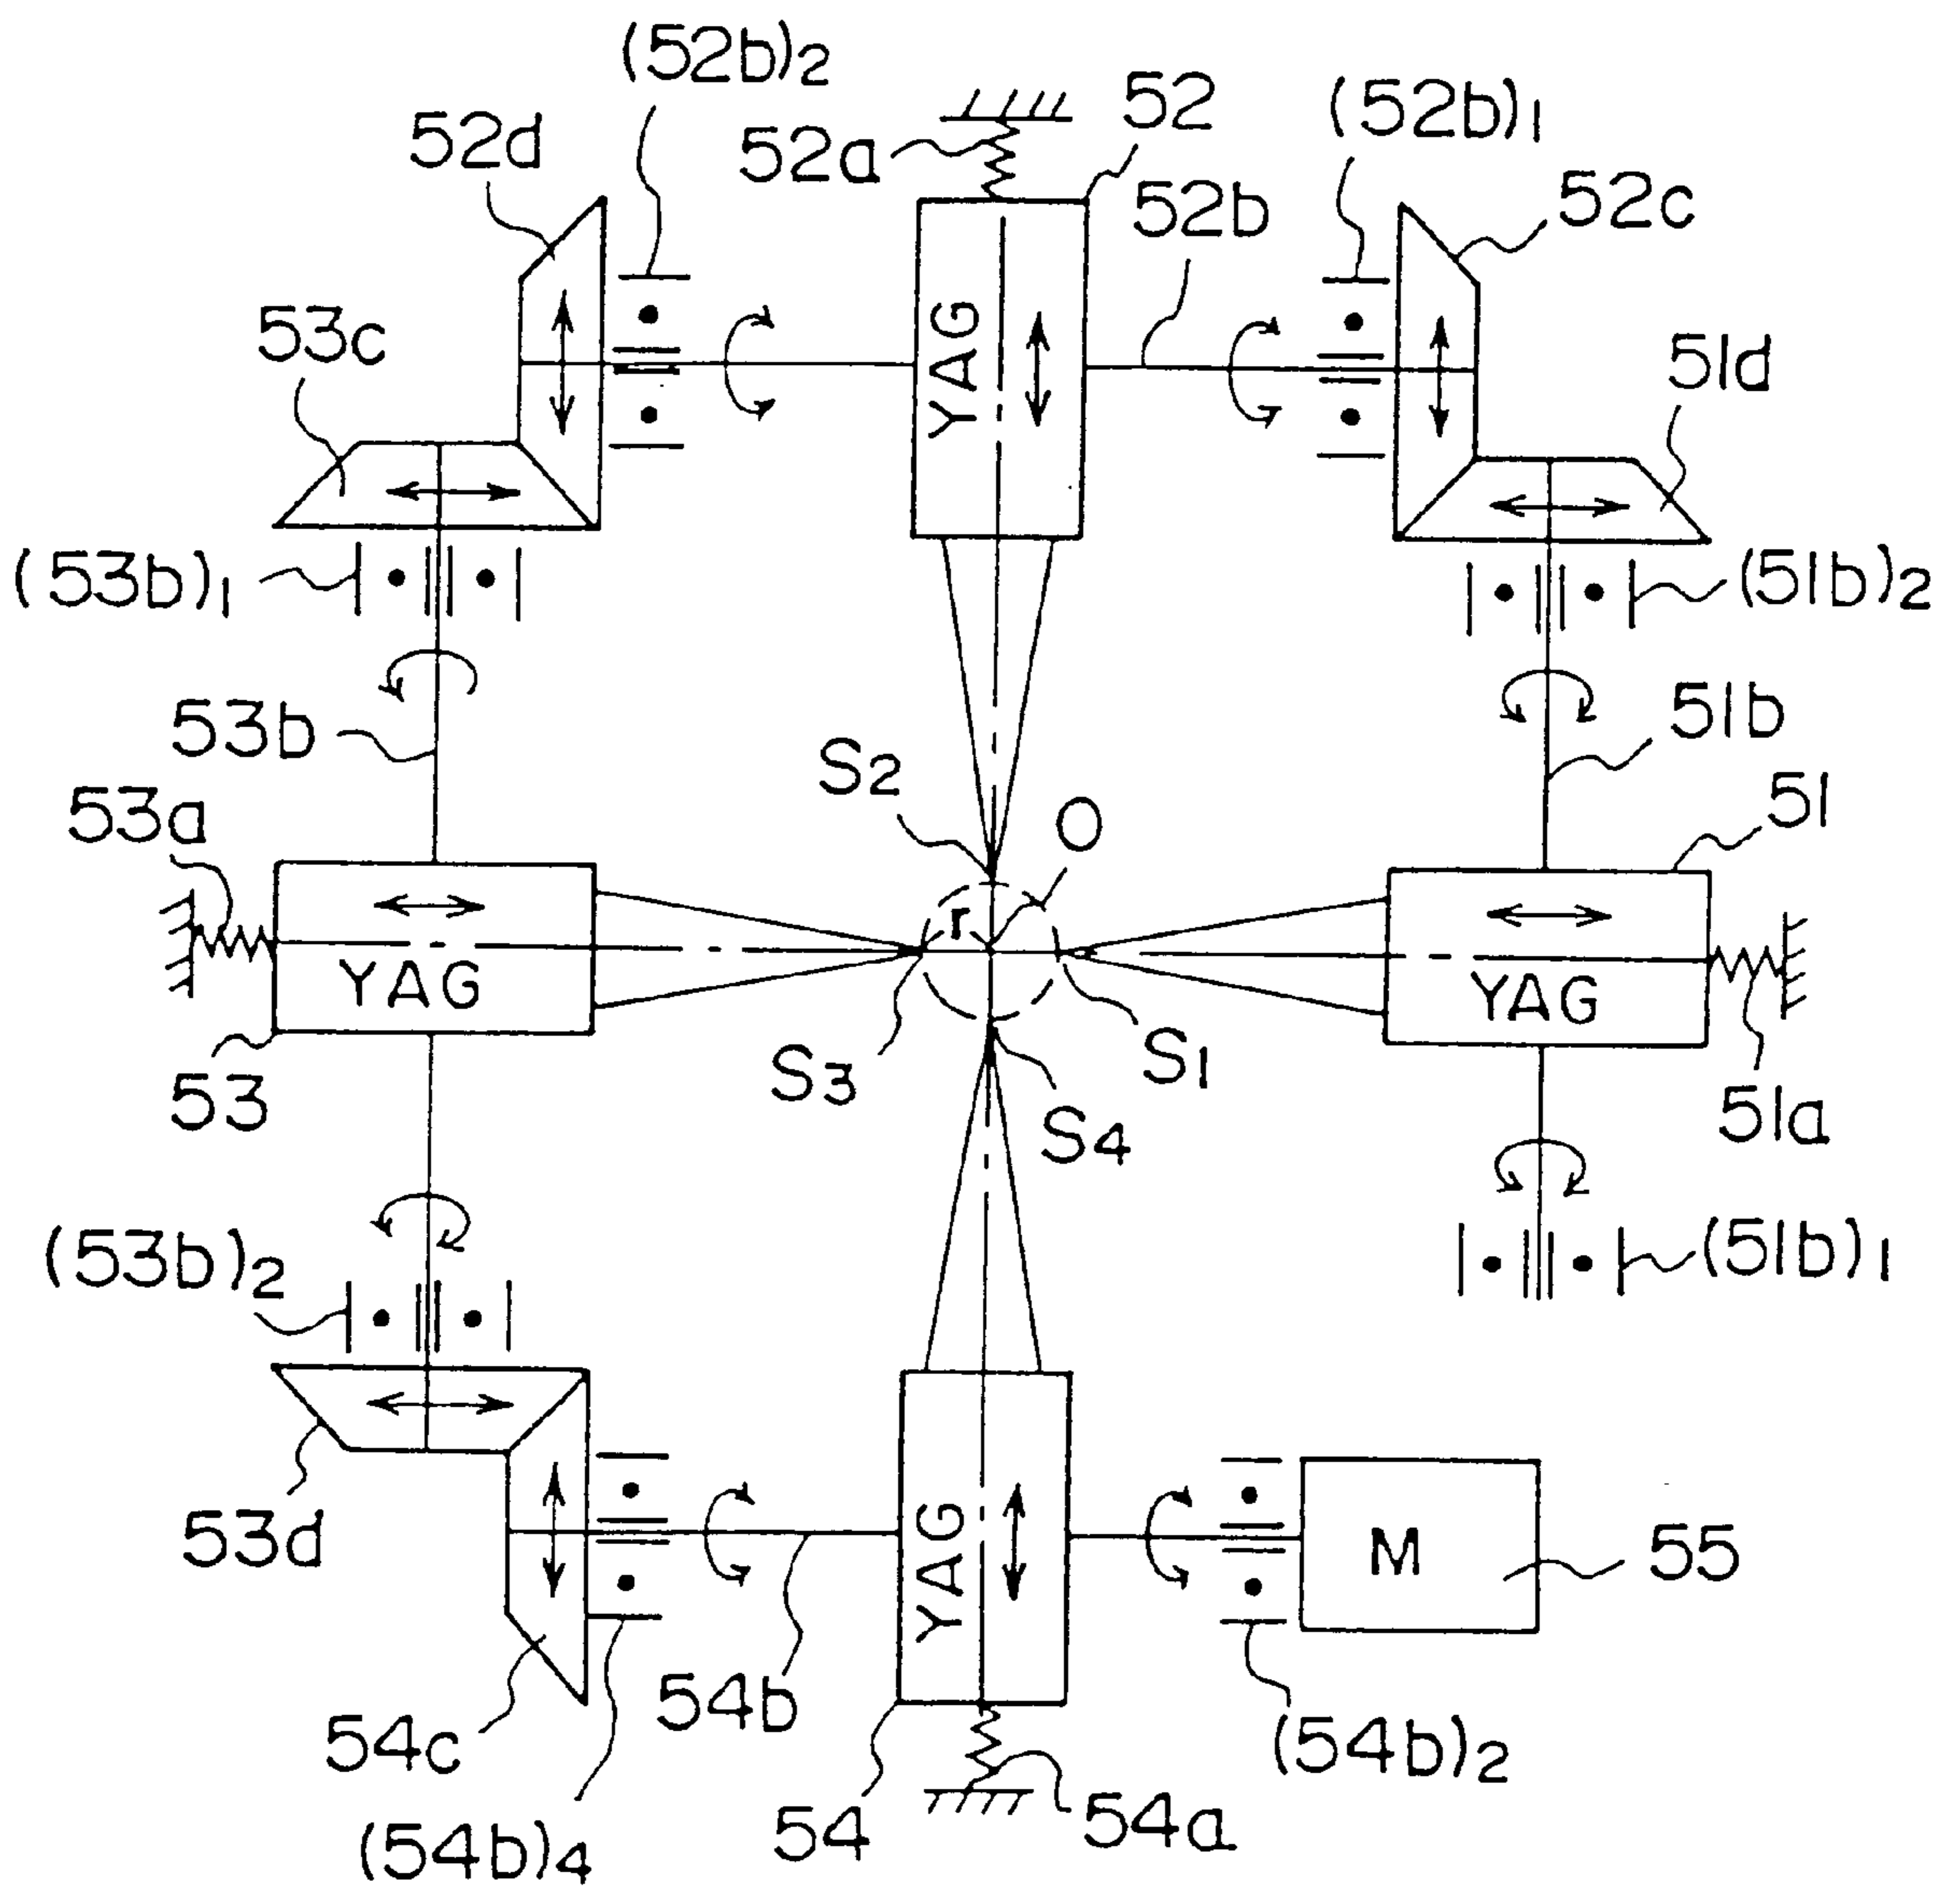 (52b)2
52
(52b)1
52d
52a
52b
52c
YAG
53c
51d
(53b)1
(51b)2
53b
51b
S2
O
53a
51
r
YAG
YAG
S3
S1
53
S4
51a
(53b)2
(51b)1
53d
YAG
M
55
54c
54b
(54b)2
(54b)4
54
54a